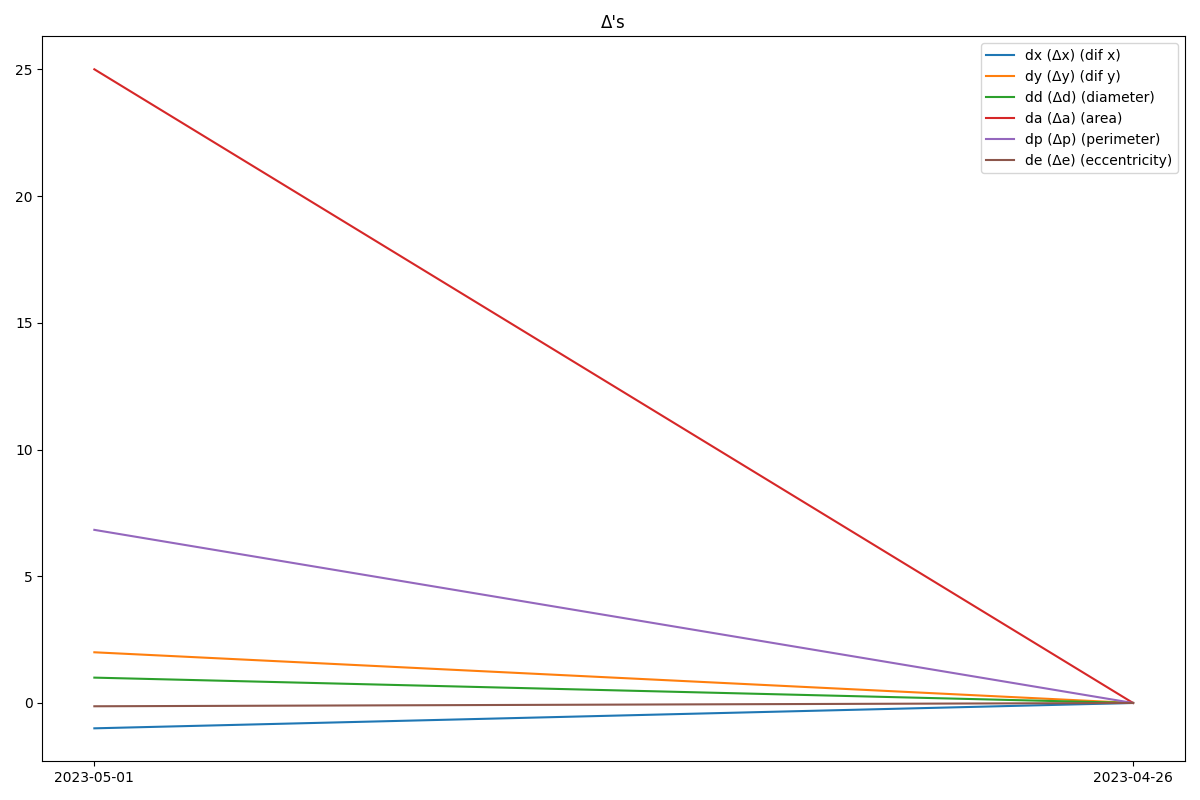 Δ's
25
20
15
10
5
0
2023-05-01
2023-04-26
dx (Δx) (dif x)
dy (Δy) (dif y)
dd (Δd) (diameter)
da (Δa) (area)
dp (Δp) (perimeter)
de (Δe) (eccentricity)